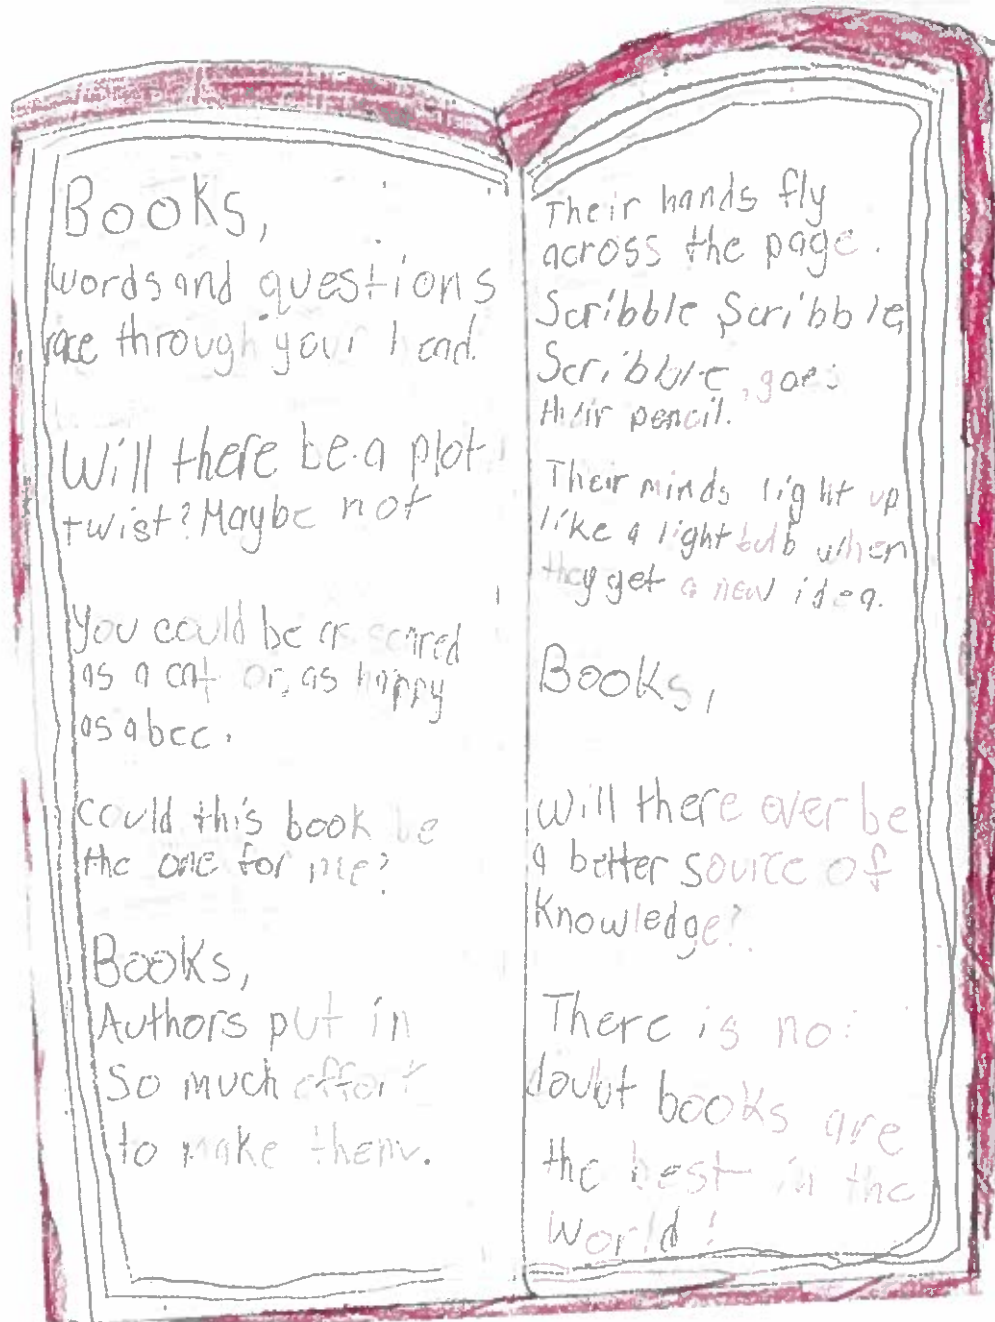 Books,
words and questions
race through your head.
Will there be a plot
twist? Maybe not
You could be as scared
as a cat or, as happy
as a bee.
Could this book be
the one for me?
Books,
Authors put in
So much effort
to make them.
Their hands fly
across the page.
Scribble Scribble,
Scribble, goes
their pencil.
Their minds light up
like a lightbulb when
they get a new idea.
Books,
Will there ever be
a better source of
Knowledge?
There is no
doubt books are
the best in the
World!